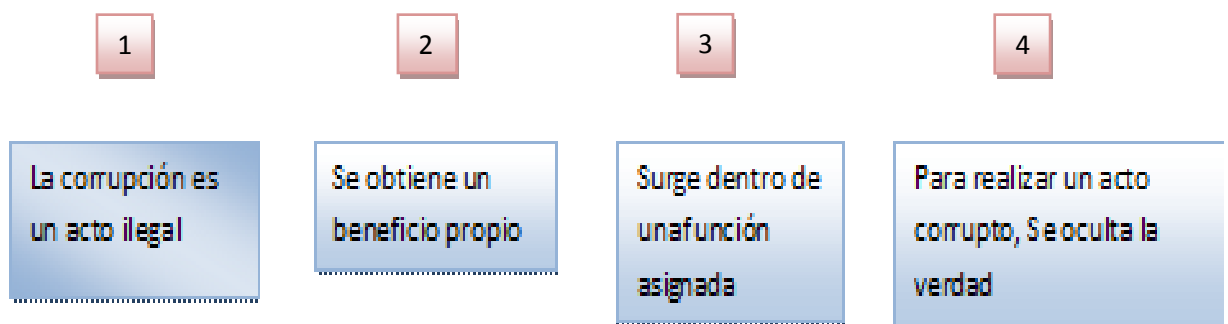 1
2
3
4
La corrupción es
un acto ilegal
Se obtiene un
beneficio propio
Surge dentro de
unafunción
asignada
Para realizar un acto
corrupto, Se oculta la
verdad